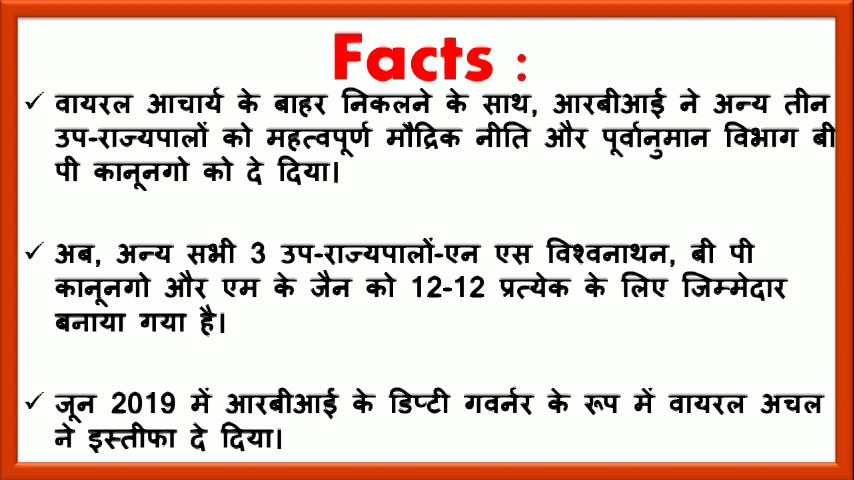 Facts :
✓ वायरल आचार्य के बाहर निकलने के साथ, आरबीआई ने अन्य तीन
उप-राज्यपालों को महत्वपूर्ण मौद्रिक नीति और पूर्वानुमान विभाग बी
पी कानूनगो को दे दिया।
✓ अब, अन्य सभी 3 उप-राज्यपालों-एन एस विश्वनाथन, बी पी
कानूनगो और एम के जैन को 12-12 प्रत्येक के लिए जिम्मेदार
बनाया गया है।
✓ जून 2019 में आरबीआई के डिप्टी गवर्नर के रूप में वायरल अचल
ने इस्तीफा दे दिया।